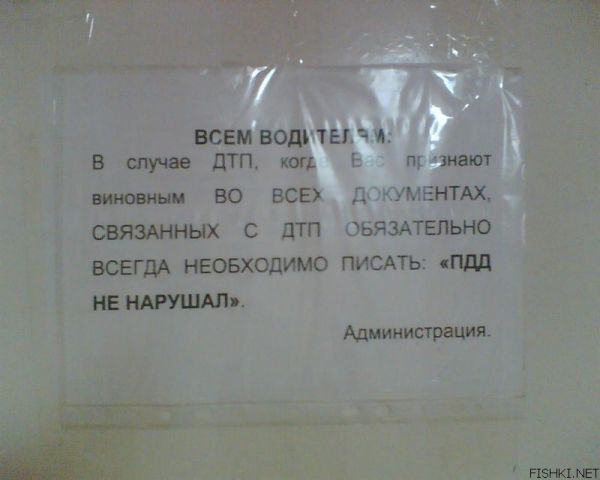 ВСЕМ ВОДИТЕЛЯМ:
В случае ДТП, когда Вас признают
виновным ВО ВСЕХ ДОКУМЕНТАХ,
СВЯЗАННЫХ С ДТП ОБЯЗАТЕЛЬНО
ВСЕГДА НЕОБХОДИМО ПИСАТЬ: «ПДД
НЕ НАРУШАЛ».
Администрация.
FISHKI.NET